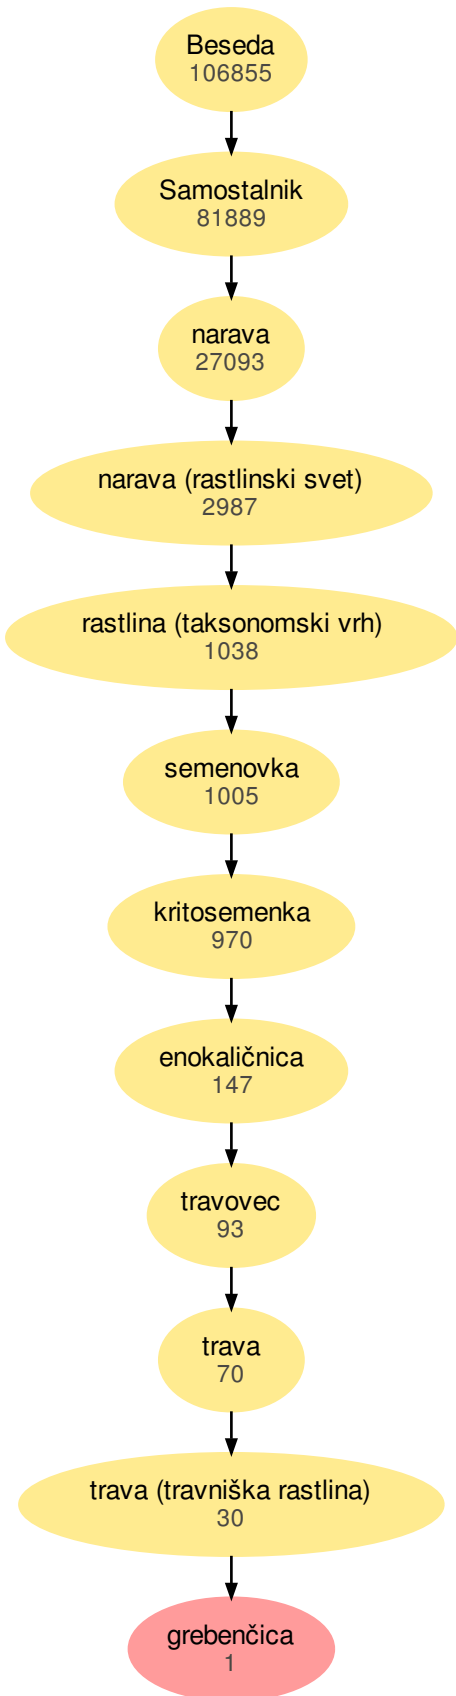 Beseda
106855
Samostalnik
81889
narava
27093
narava (rastlinski svet)
2987
rastlina (taksonomski vrh)
1038
semenovka
1005
kritosemenka
970
enokaličnica
147
travovec
93
trava
70
trava (travniška rastlina)
30
grebenčica
1